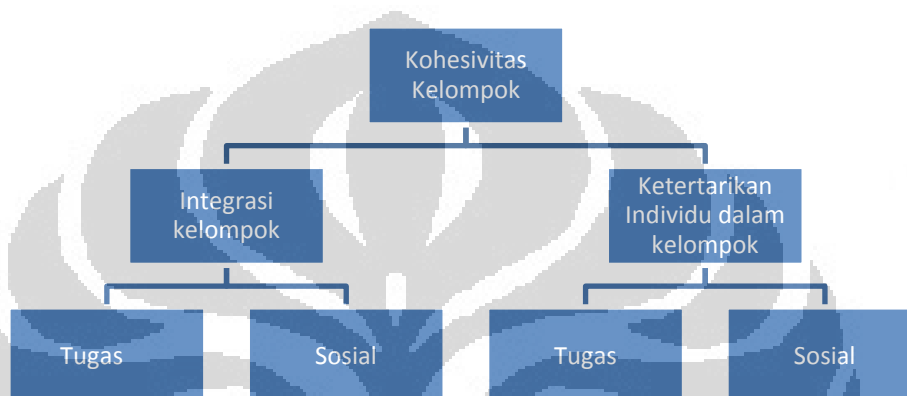 Kohesivitas
Kelompok
Integrasi
kelompok
Ketertarikan
Individu dalam
kelompok
Tugas
Sosial
Tugas
Sosial